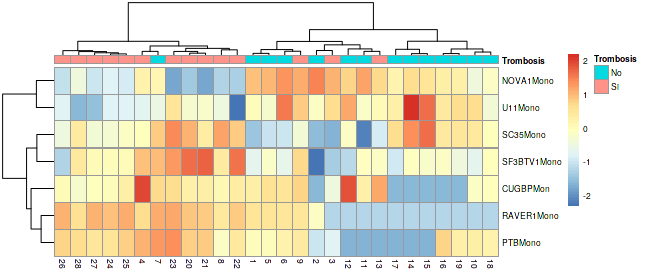 Trombosis
NOVA1Mono
U11Mono
SC35Mono
SF3BTV1Mono
CUGBPMon
RAVER1Mono
PTBMono
26 28 27 24 25 4 7 23 20 21 8 22 1 5 6 9 2 3 12 11 13 17 14 15 16 19 10 18
2
1
0
-1
-2
Trombosis
No
SI